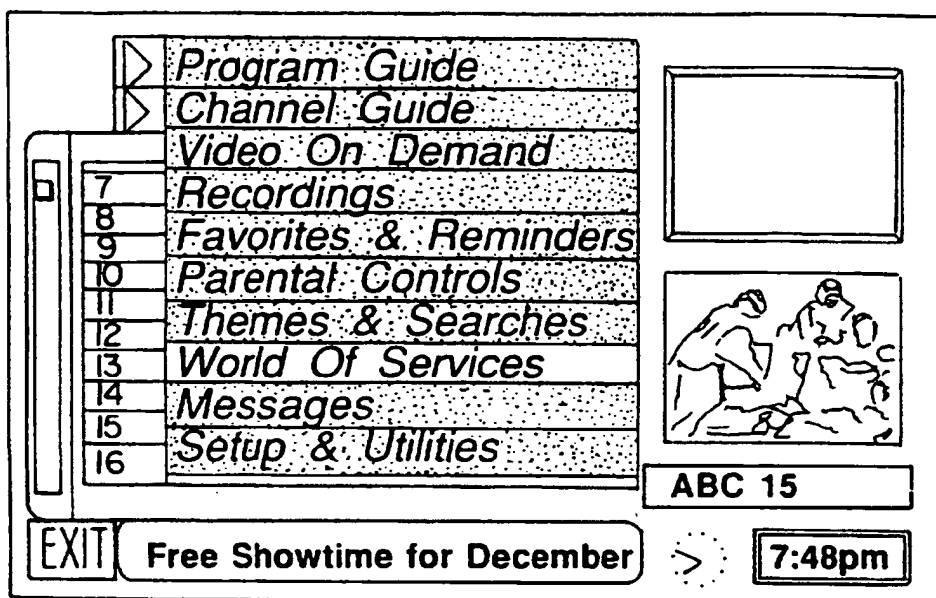 Program Guide
Channel Guide
Video On Demand
7 Recordings
8
9 Favorites & Reminders
10 Parental Controls
11
12 Themes & Searches
13 World Of Services
14 Messages
15
16 Setup & Utilities
ABC 15
EXIT Free Showtime for December 7:48pm